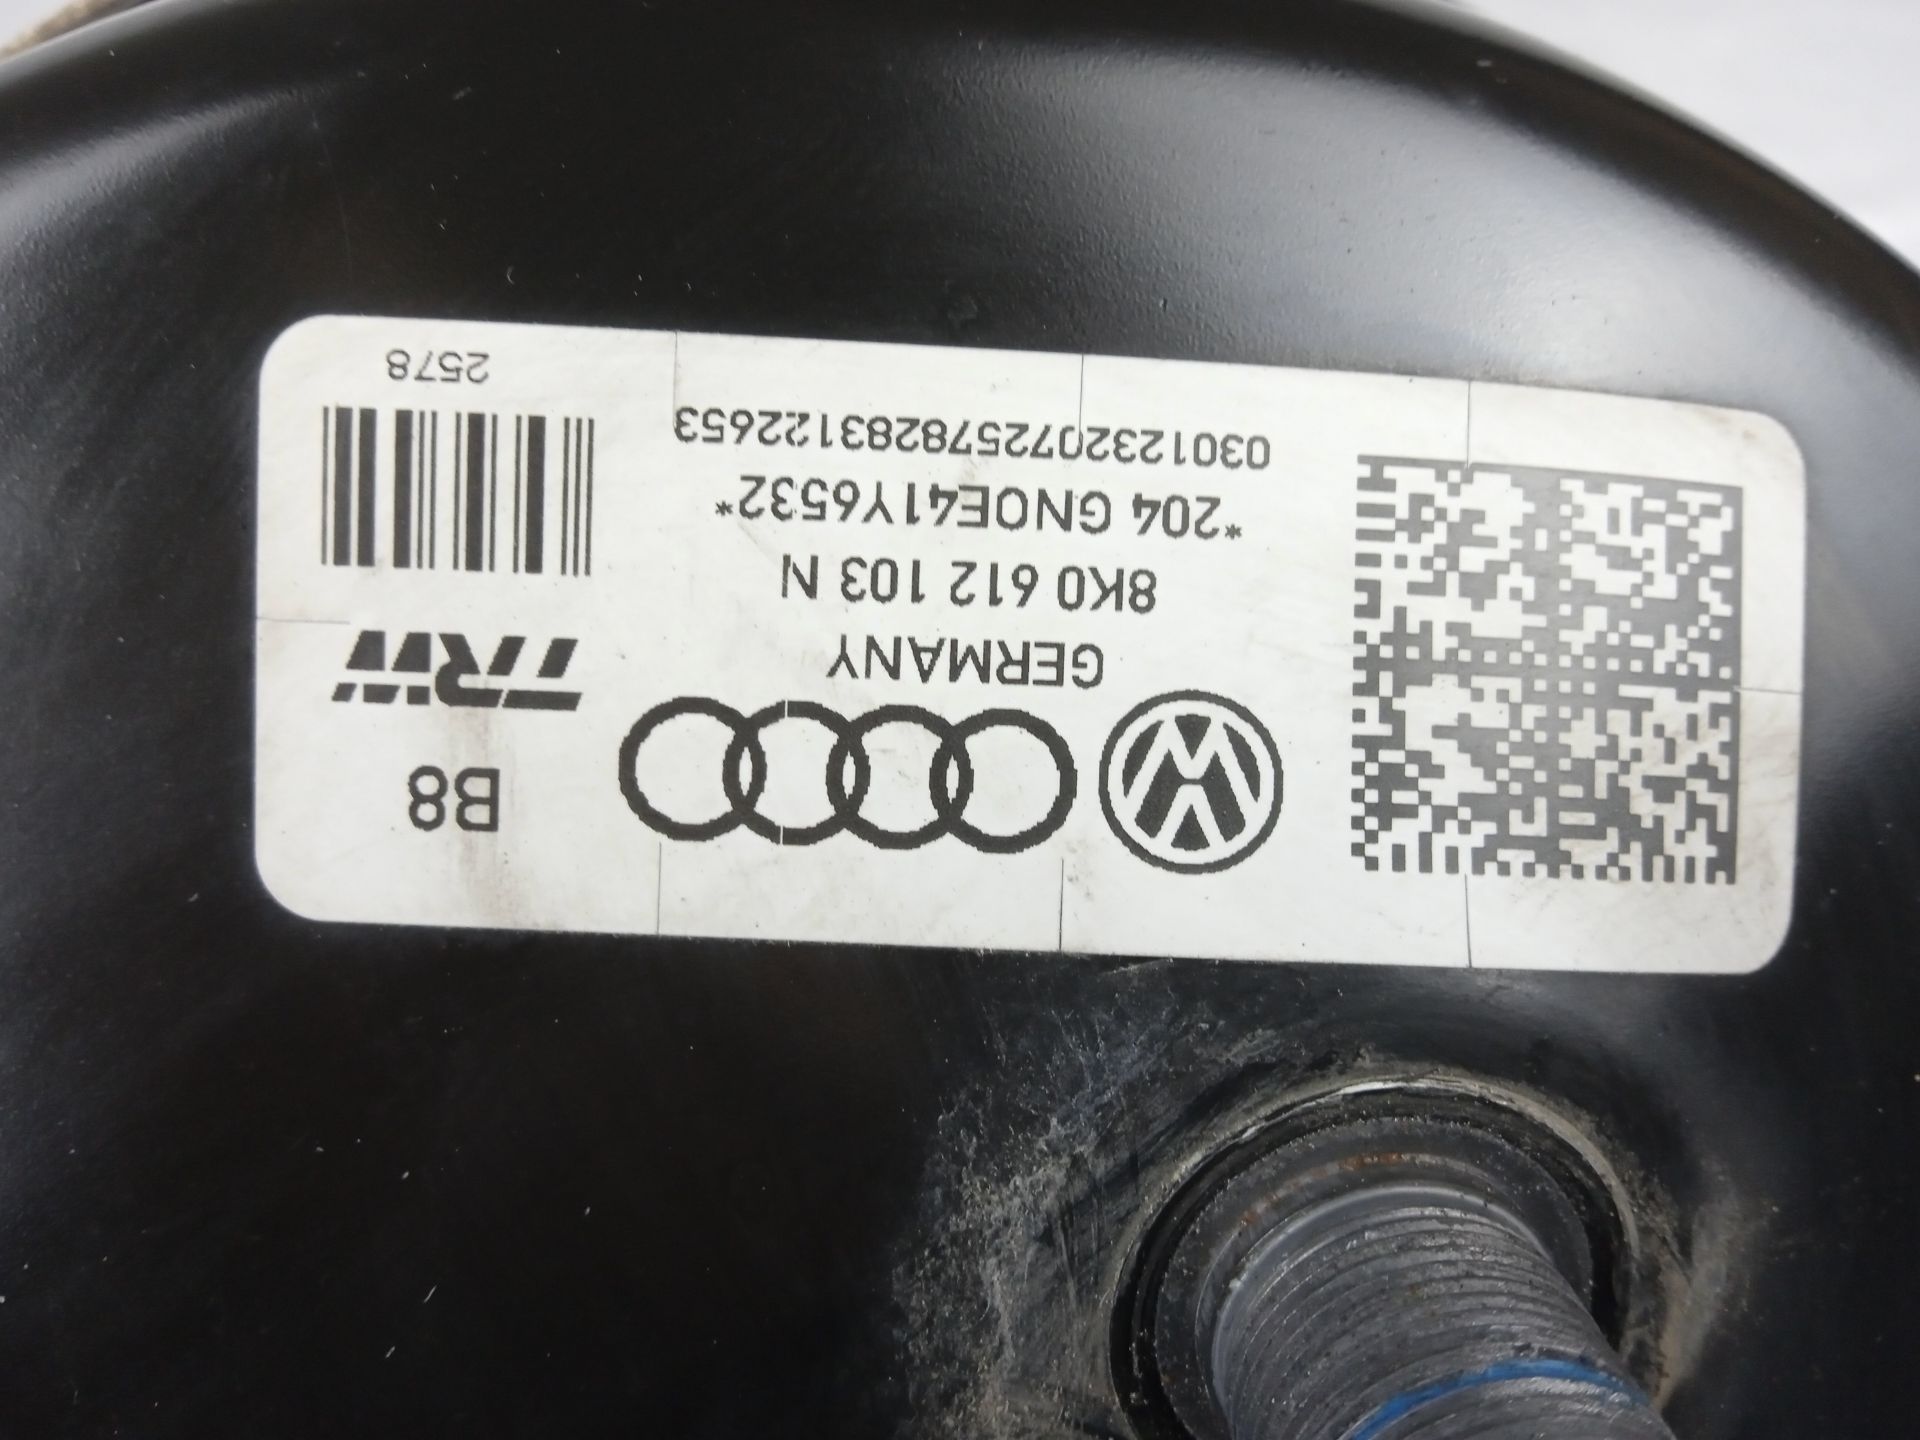 B8
GERMANY
TRW
8K0 612 103 N
*204 GNOE41Y6532*
0301232072578283122653
2578